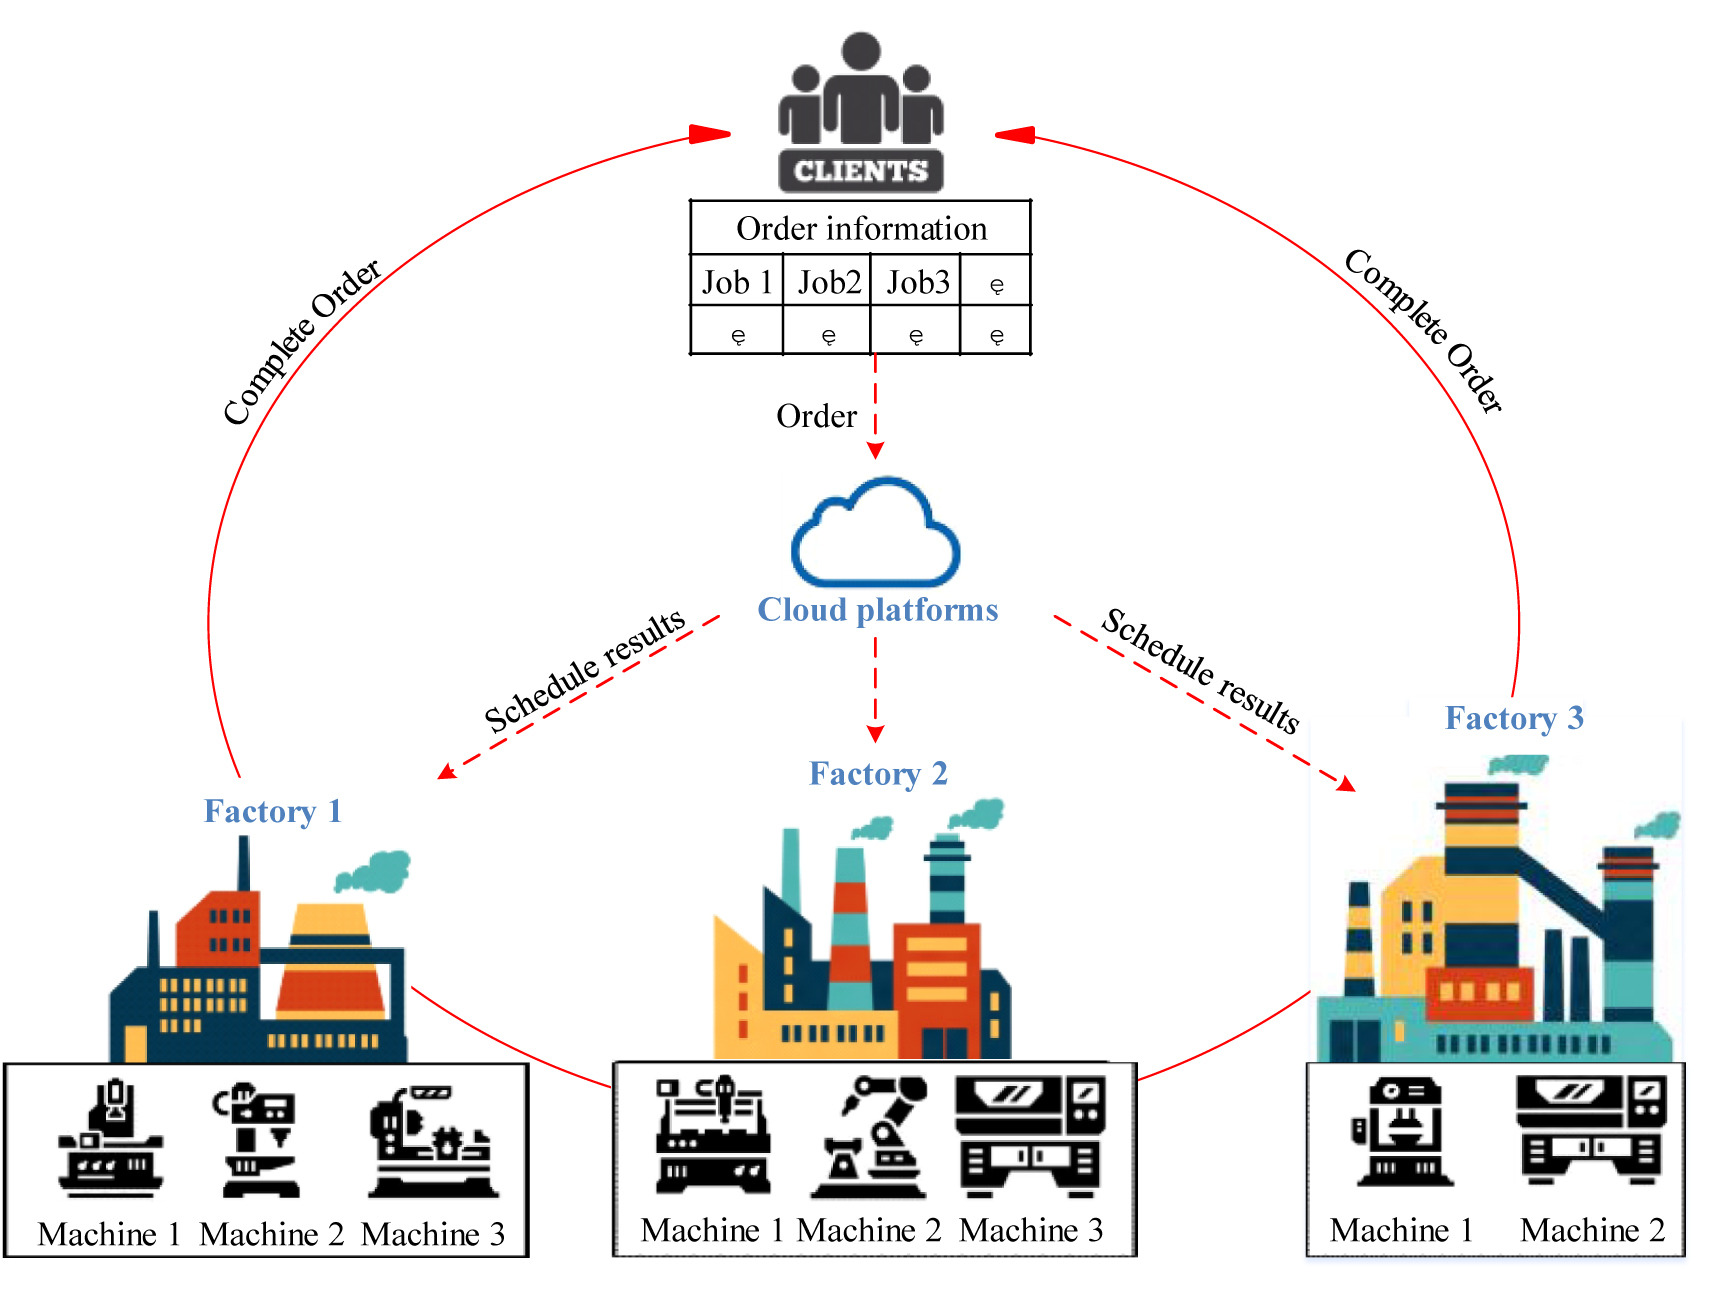 CLIENTS
Order information
Job 1 Job2 Job3 ę
ę ę ę ę
Complete Order
Complete Order
Order
Cloud platforms
Schedule results
Schedule results
Factory 1
Factory 2
Factory 3
Machine 1 Machine 2 Machine 3
Machine 1 Machine 2 Machine 3
Machine 1 Machine 2